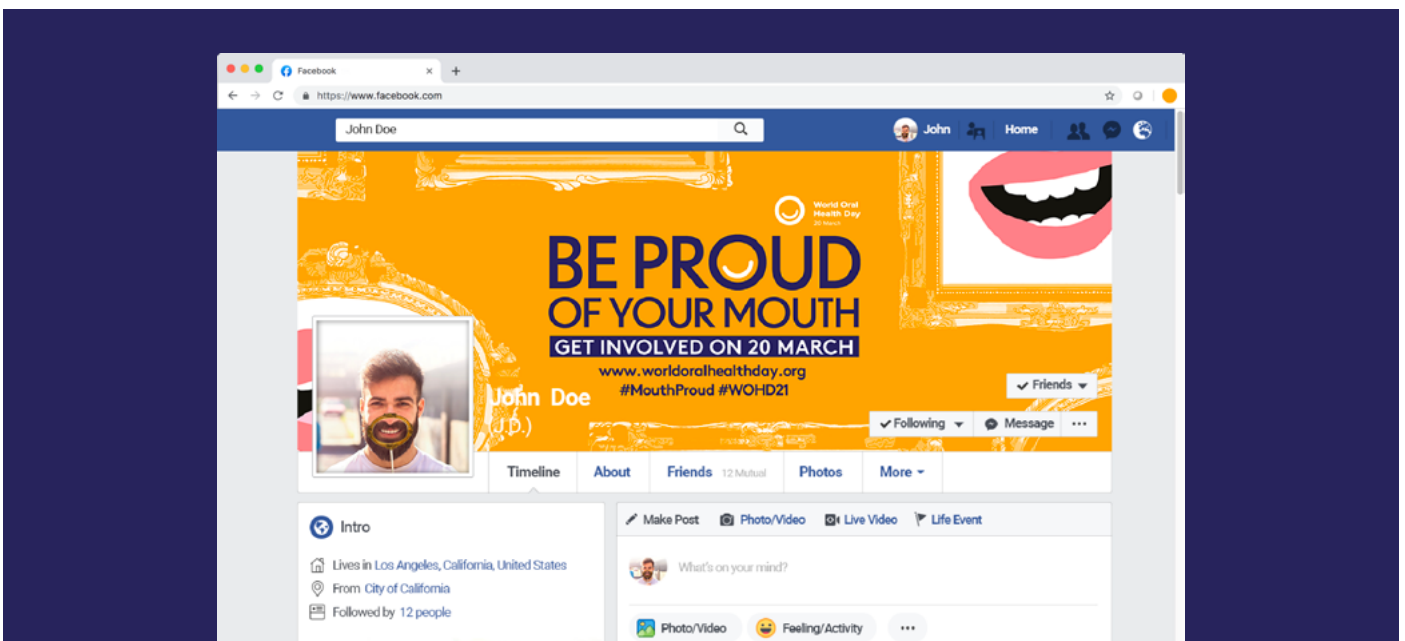 Facebook
https://www.facebook.com
John Doe
John
Home
World Oral
Health Day
20 March
BE PROUD
OF YOUR MOUTH
GET INVOLVED ON 20 MARCH
www.worldoralhealthday.org
#MouthProud #WOHD21
John Doe
(J.D.)
Friends
Following
Message
Timeline
About
Friends 12 Mutual
Photos
More
Intro
Lives in Los Angeles, California, United States
From City of California
Followed by 12 people
Make Post
Photo/Video
Live Video
Life Event
What's on your mind?
Photo/Video
Feeling/Activity